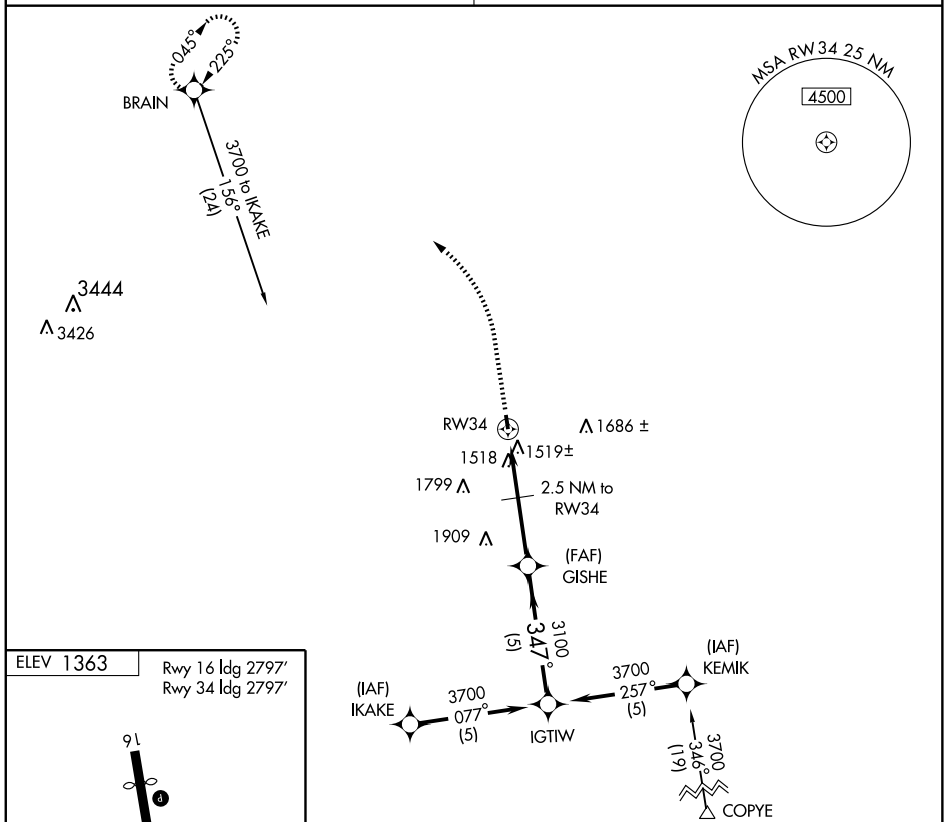 045°
225°
BRAIN
3700 to IKAKE
156°
(24)
MSA RW34 25 NM
4500
3444
3426
RW34
1686 ±
1518
1519±
1799
2.5 NM to
RW34
1909
(FAF)
GISHE
3100
347°
(5)
ELEV 1363
Rwy 16 ldg 2797'
Rwy 34 ldg 2797'
(IAF)
IKAKE
3700
077°
(5)
IGTIW
3700
257°
(5)
(IAF)
KEMIK
3700
346°
(19)
COPYE
16
P